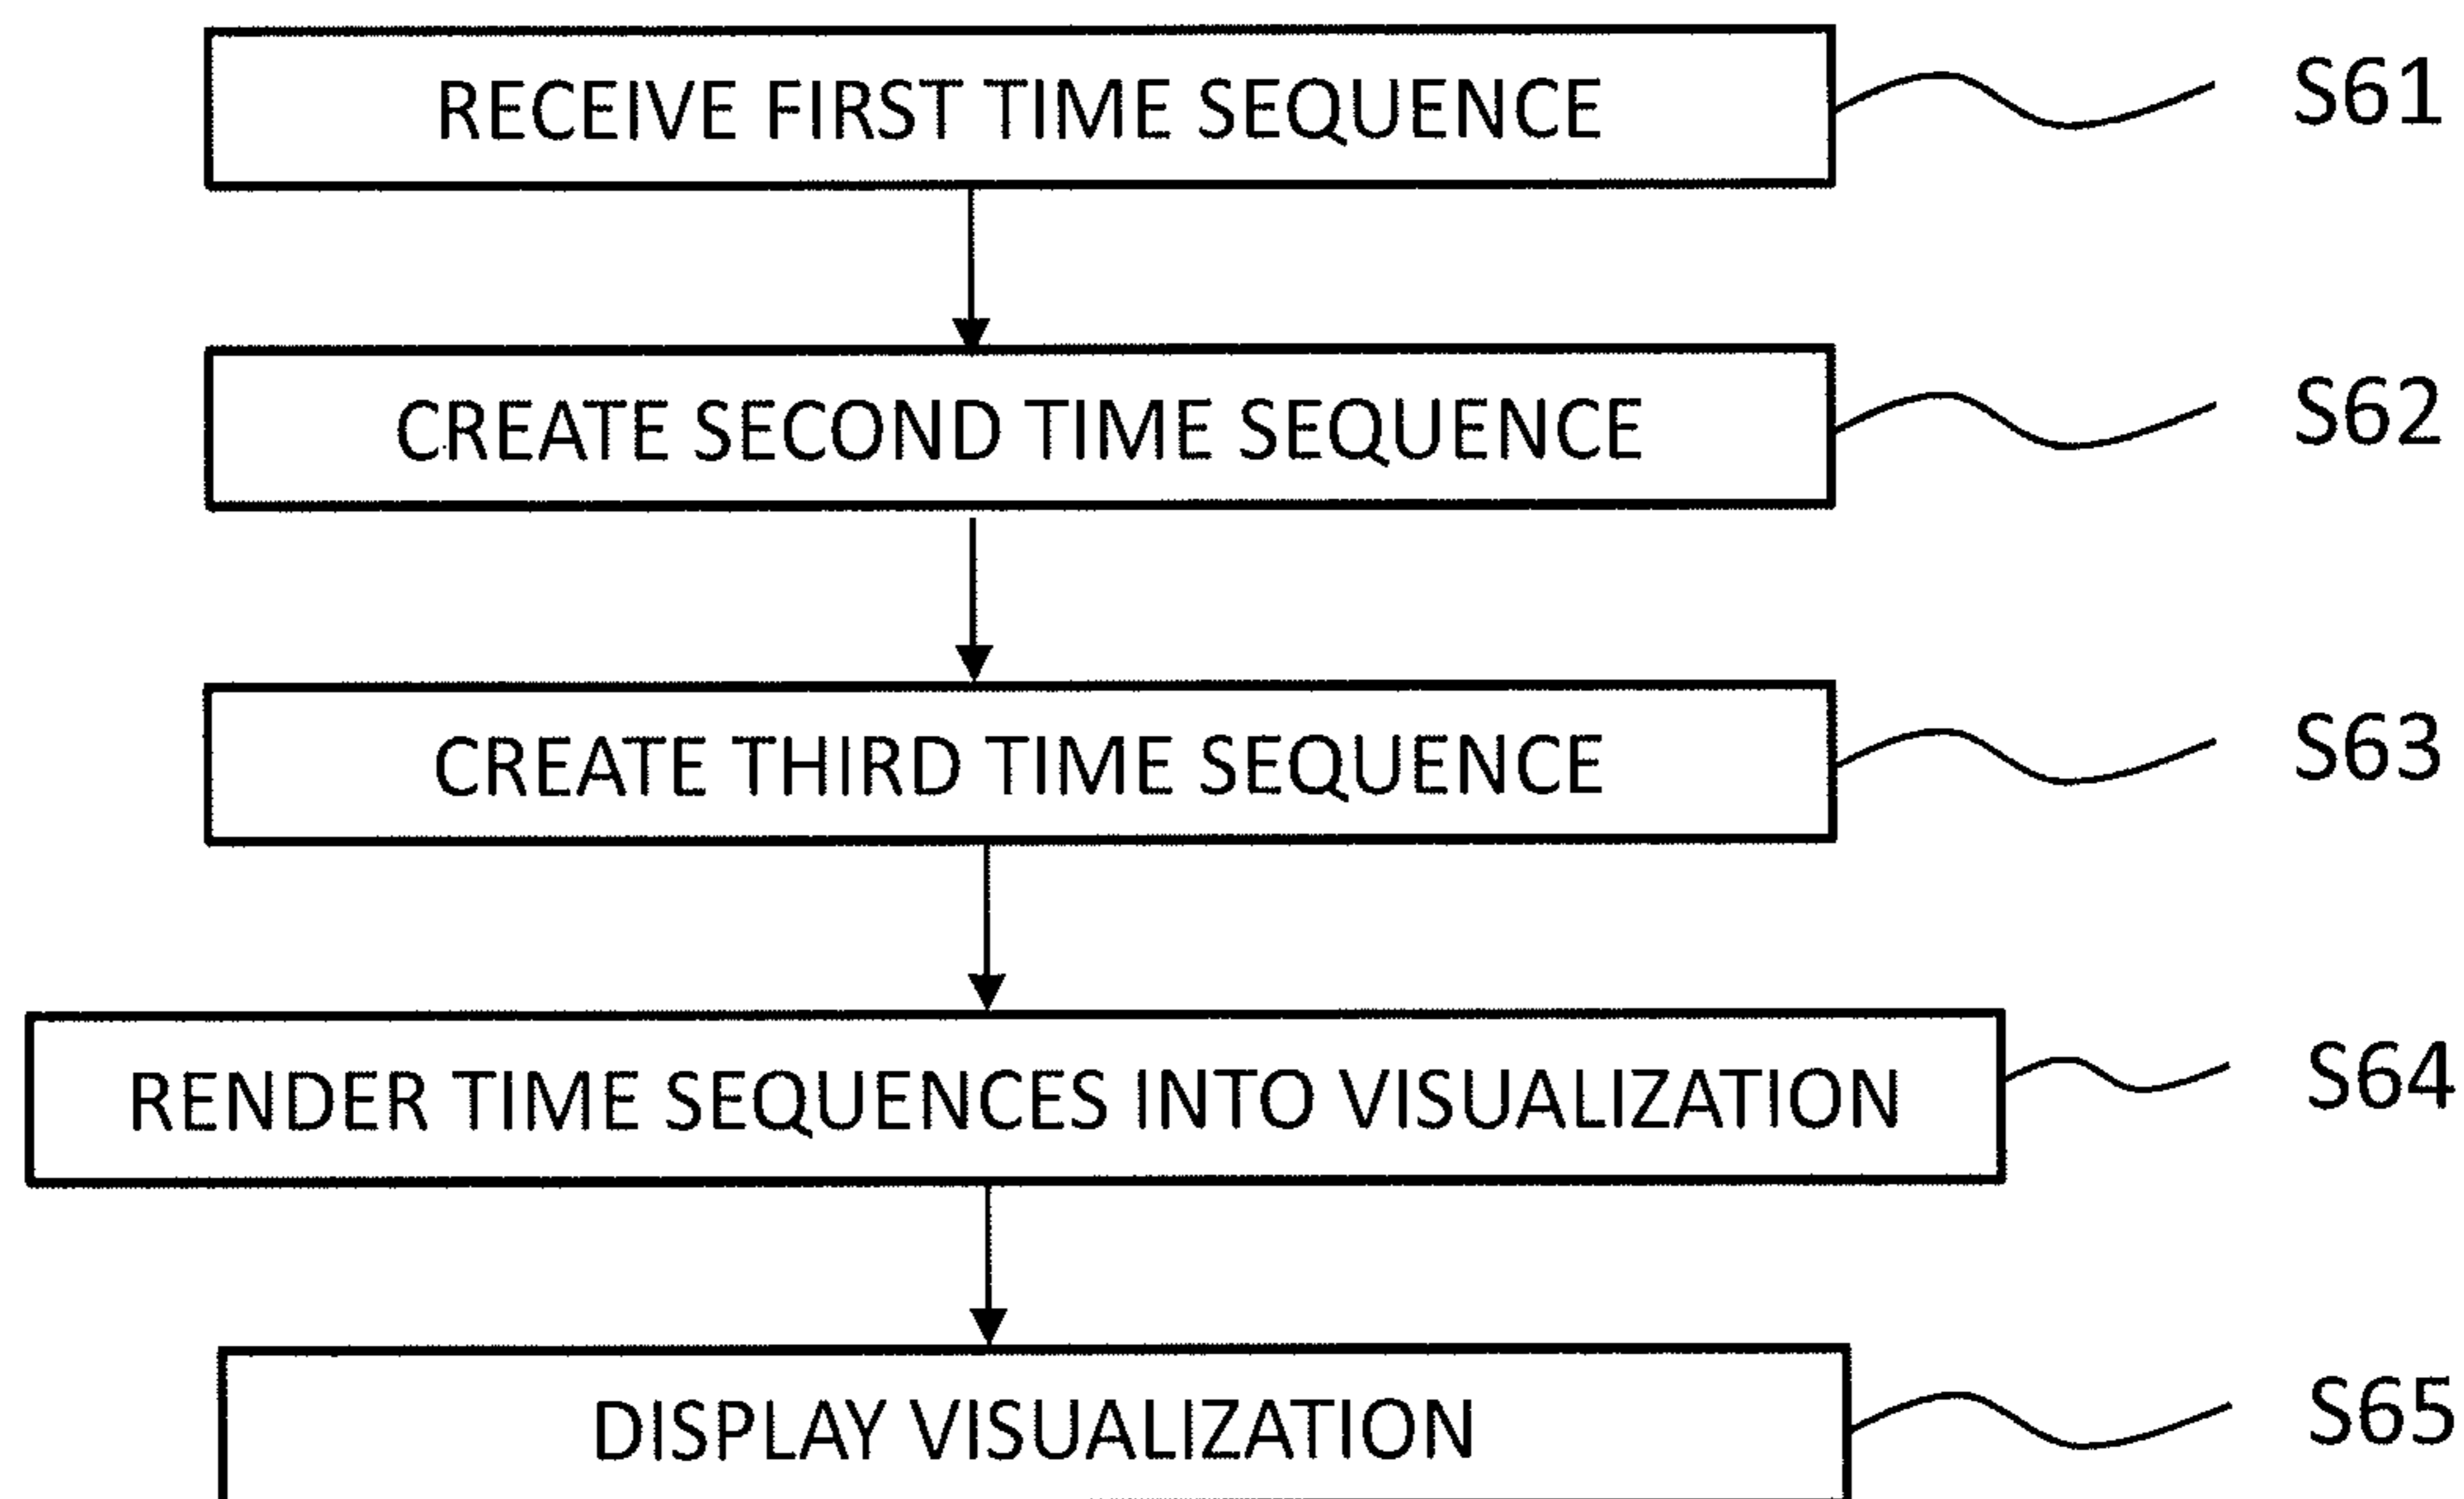 RECEIVE FIRST TIME SEQUENCE S61
CREATE SECOND TIME SEQUENCE S62
CREATE THIRD TIME SEQUENCE S63
RENDER TIME SEQUENCES INTO VISUALIZATION S64
DISPLAY VISUALIZATION S65